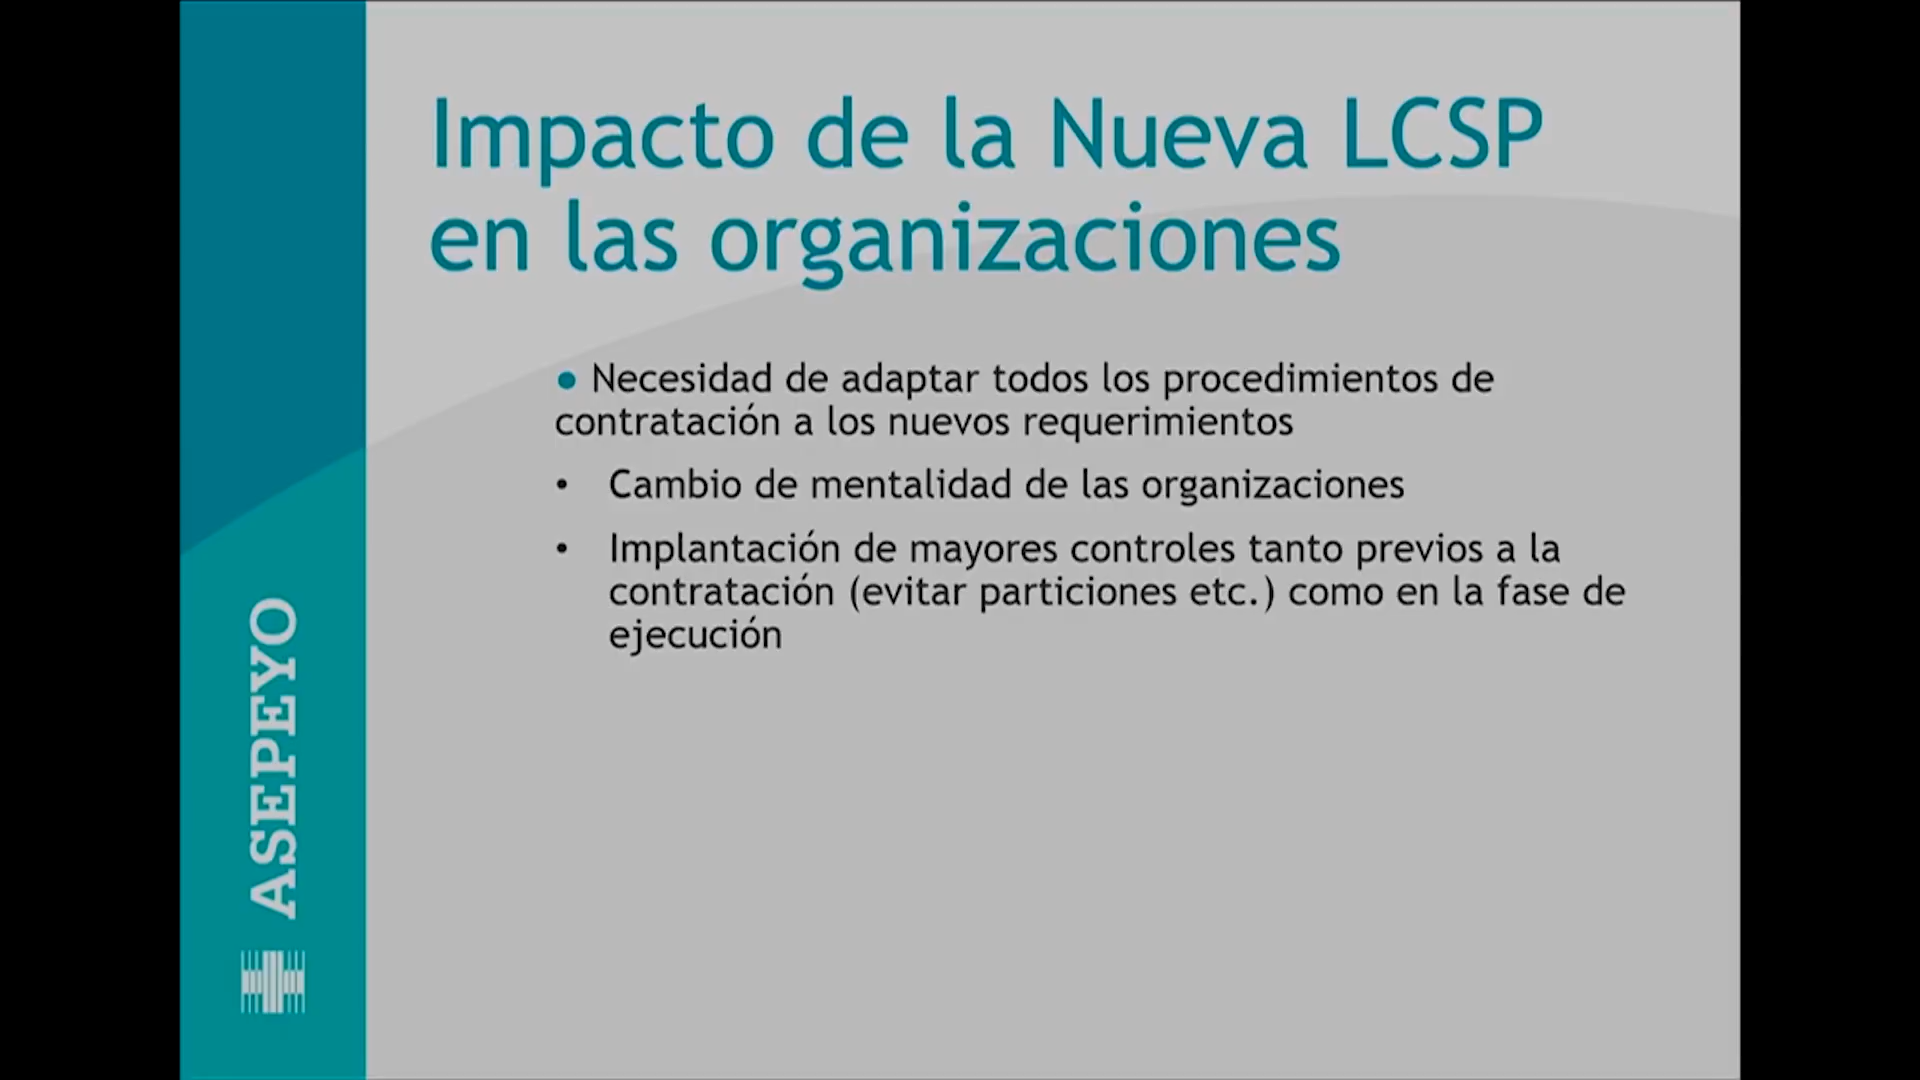 Impacto de la Nueva LCSP
en las organizaciones
● Necesidad de adaptar todos los procedimientos de
contratación a los nuevos requerimientos
• Cambio de mentalidad de las organizaciones
• Implantación de mayores controles tanto previos a la
contratación (evitar particiones etc.) como en la fase de
ejecución
ASEPEYO